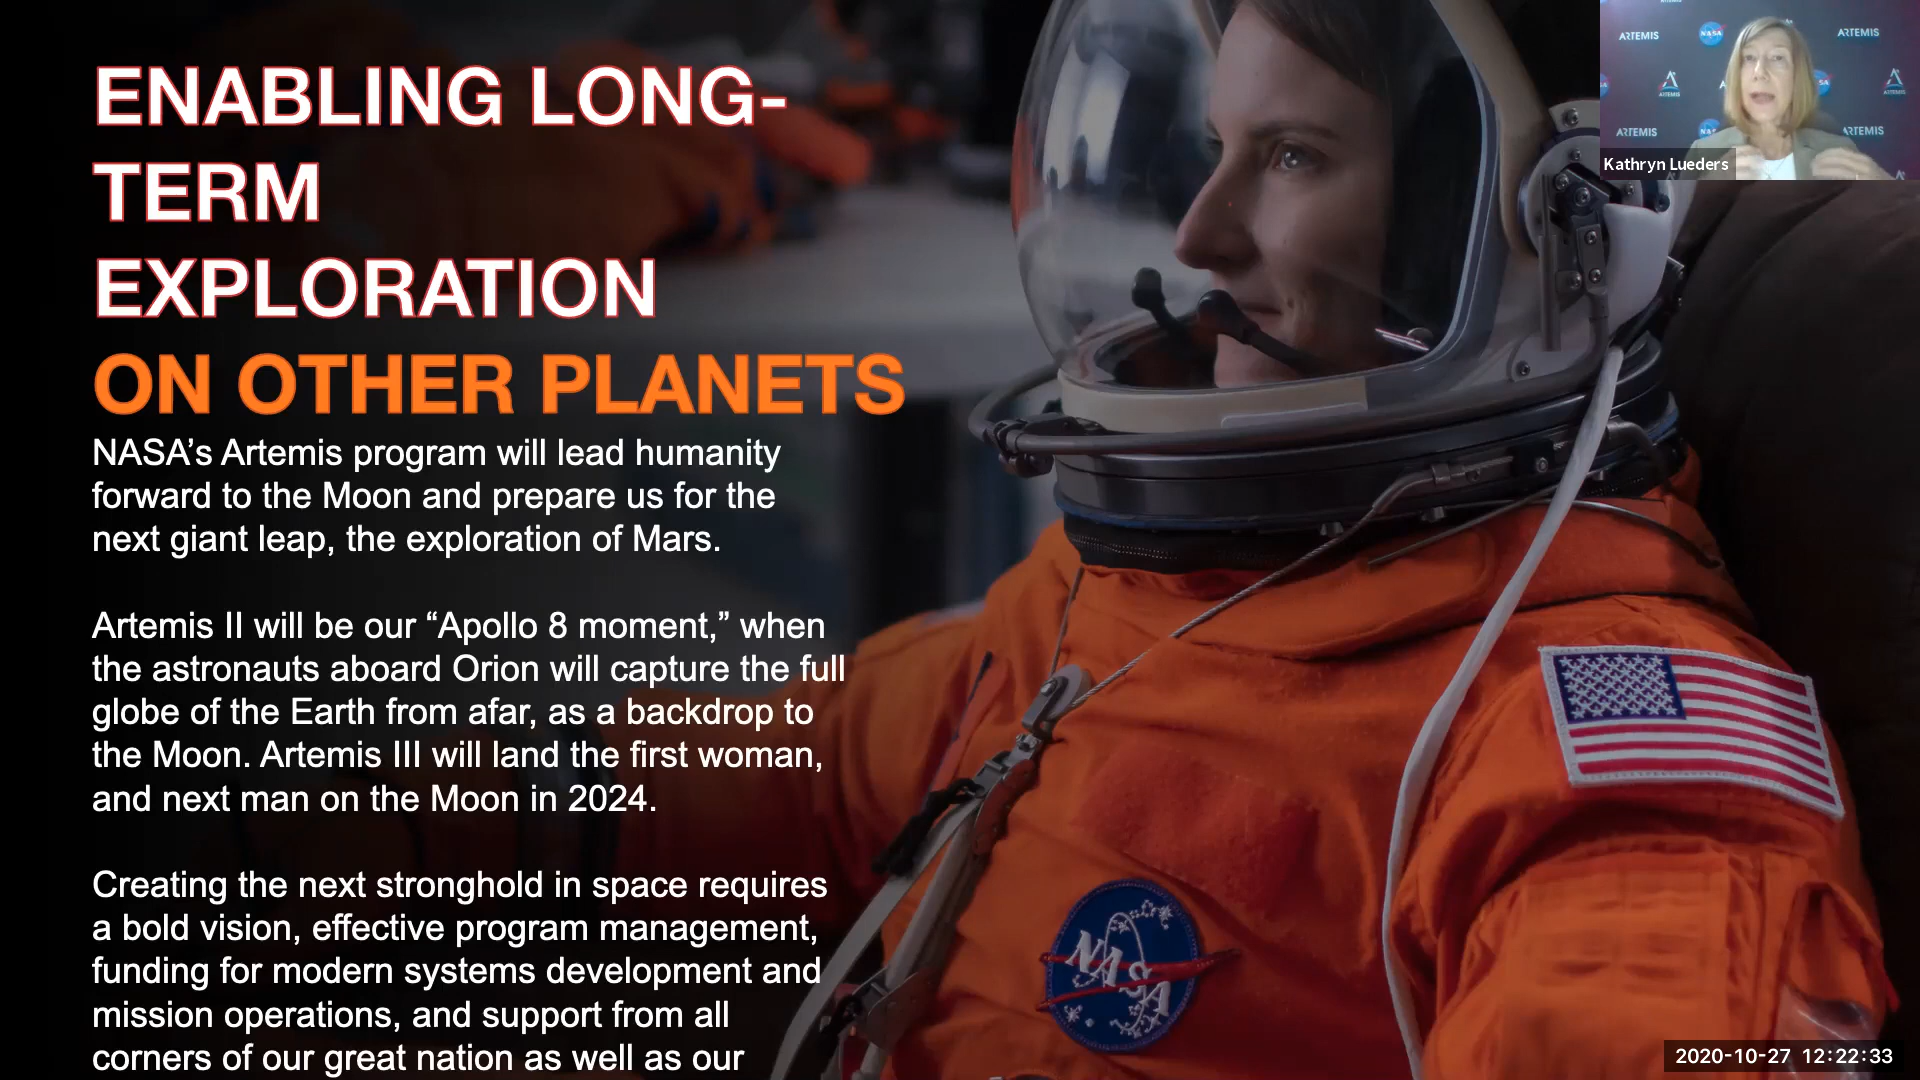 ENABLING LONG-
TERM
EXPLORATION
ON OTHER PLANETS
NASA’s Artemis program will lead humanity
forward to the Moon and prepare us for the
next giant leap, the exploration of Mars.
Artemis II will be our “Apollo 8 moment,” when
the astronauts aboard Orion will capture the full
globe of the Earth from afar, as a backdrop to
the Moon. Artemis III will land the first woman,
and next man on the Moon in 2024.
Creating the next stronghold in space requires
a bold vision, effective program management,
funding for modern systems development and
mission operations, and support from all
corners of our great nation as well as our
NASA
ARTEMIS
NASA
ARTEMIS
ARTEMIS
SA
ARTEMIS
ARTEMIS
NAS
ARTEMIS
Kathryn Lueders
2020-10-27 12:22:33